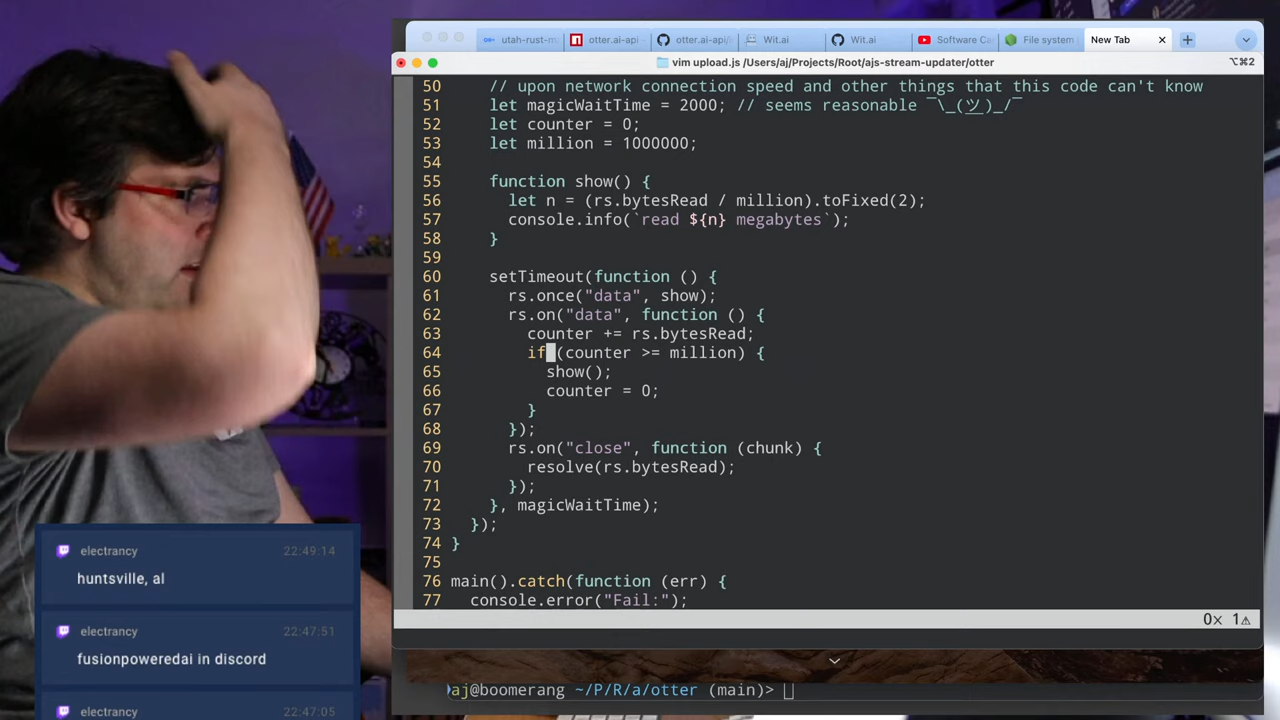 utah-rust-m
otter.ai-api-
otter.ai-api/
Wit.ai
Wit.ai
Software Ca
File system
New Tab
vim upload.js /Users/aj/Projects/Root/ajs-stream-updater/otter
⌥⌘2
50 // upon network connection speed and other things that this code can't know
51 let magicWaitTime = 2000; // seems reasonable ¯\_(ツ)_/¯
52 let counter = 0;
53 let million = 1000000;
54
55 function show() {
56 let n = (rs.bytesRead / million).toFixed(2);
57 console.info(`read ${n} megabytes`);
58 }
59
60 setTimeout(function () {
61 rs.once("data", show);
62 rs.on("data", function () {
63 counter += rs.bytesRead;
64 if (counter >= million) {
65 show();
66 counter = 0;
67 }
68 });
69 rs.on("close", function (chunk) {
70 resolve(rs.bytesRead);
71 });
72 }, magicWaitTime);
73 });
74 }
75
76 main().catch(function (err) {
77 console.error("Fail:");
0× 1⚠
aj@boomerang ~/P/R/a/otter (main)>
electrancy 22:49:14
huntsville, al
electrancy 22:47:51
fusionpoweredai in discord
electrancy 22:47:05